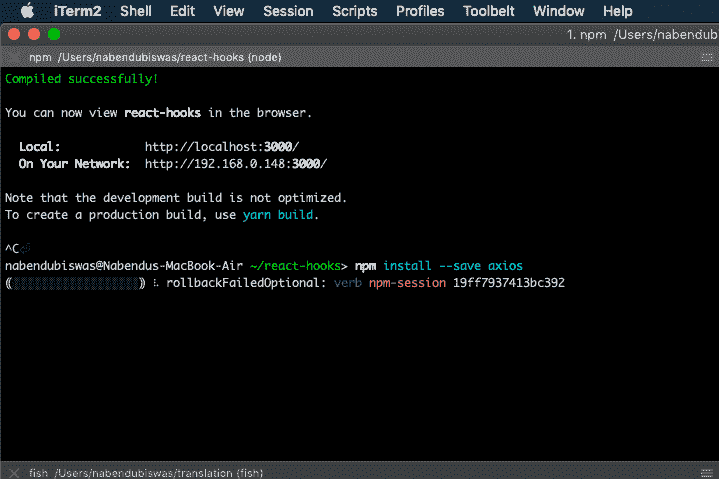 iTerm2 Shell Edit View Session Scripts Profiles Toolbelt Window Help
1. npm /Users/nabendub
npm /Users/nabendubiswas/react-hooks (node)
Compiled successfully!
You can now view react-hooks in the browser.
Local: http://localhost:3000/
On Your Network: http://192.168.0.148:3000/
Note that the development build is not optimized.
To create a production build, use yarn build.
^C
nabendubiswas@Nabendus-MacBook-Air ~/react-hooks> npm install --save axios
(░░░░░░░░░░░░░░░░░░) ⠇ rollbackFailedOptional: verb npm-session 19ff7937413bc392
fish /Users/nabendubiswas/translation (fish)